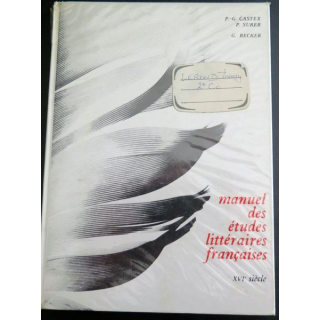 P.-G. CASTEX
P. SURER
G. BECKER
manuel
des
études
littéraires
françaises
XVIe siècle